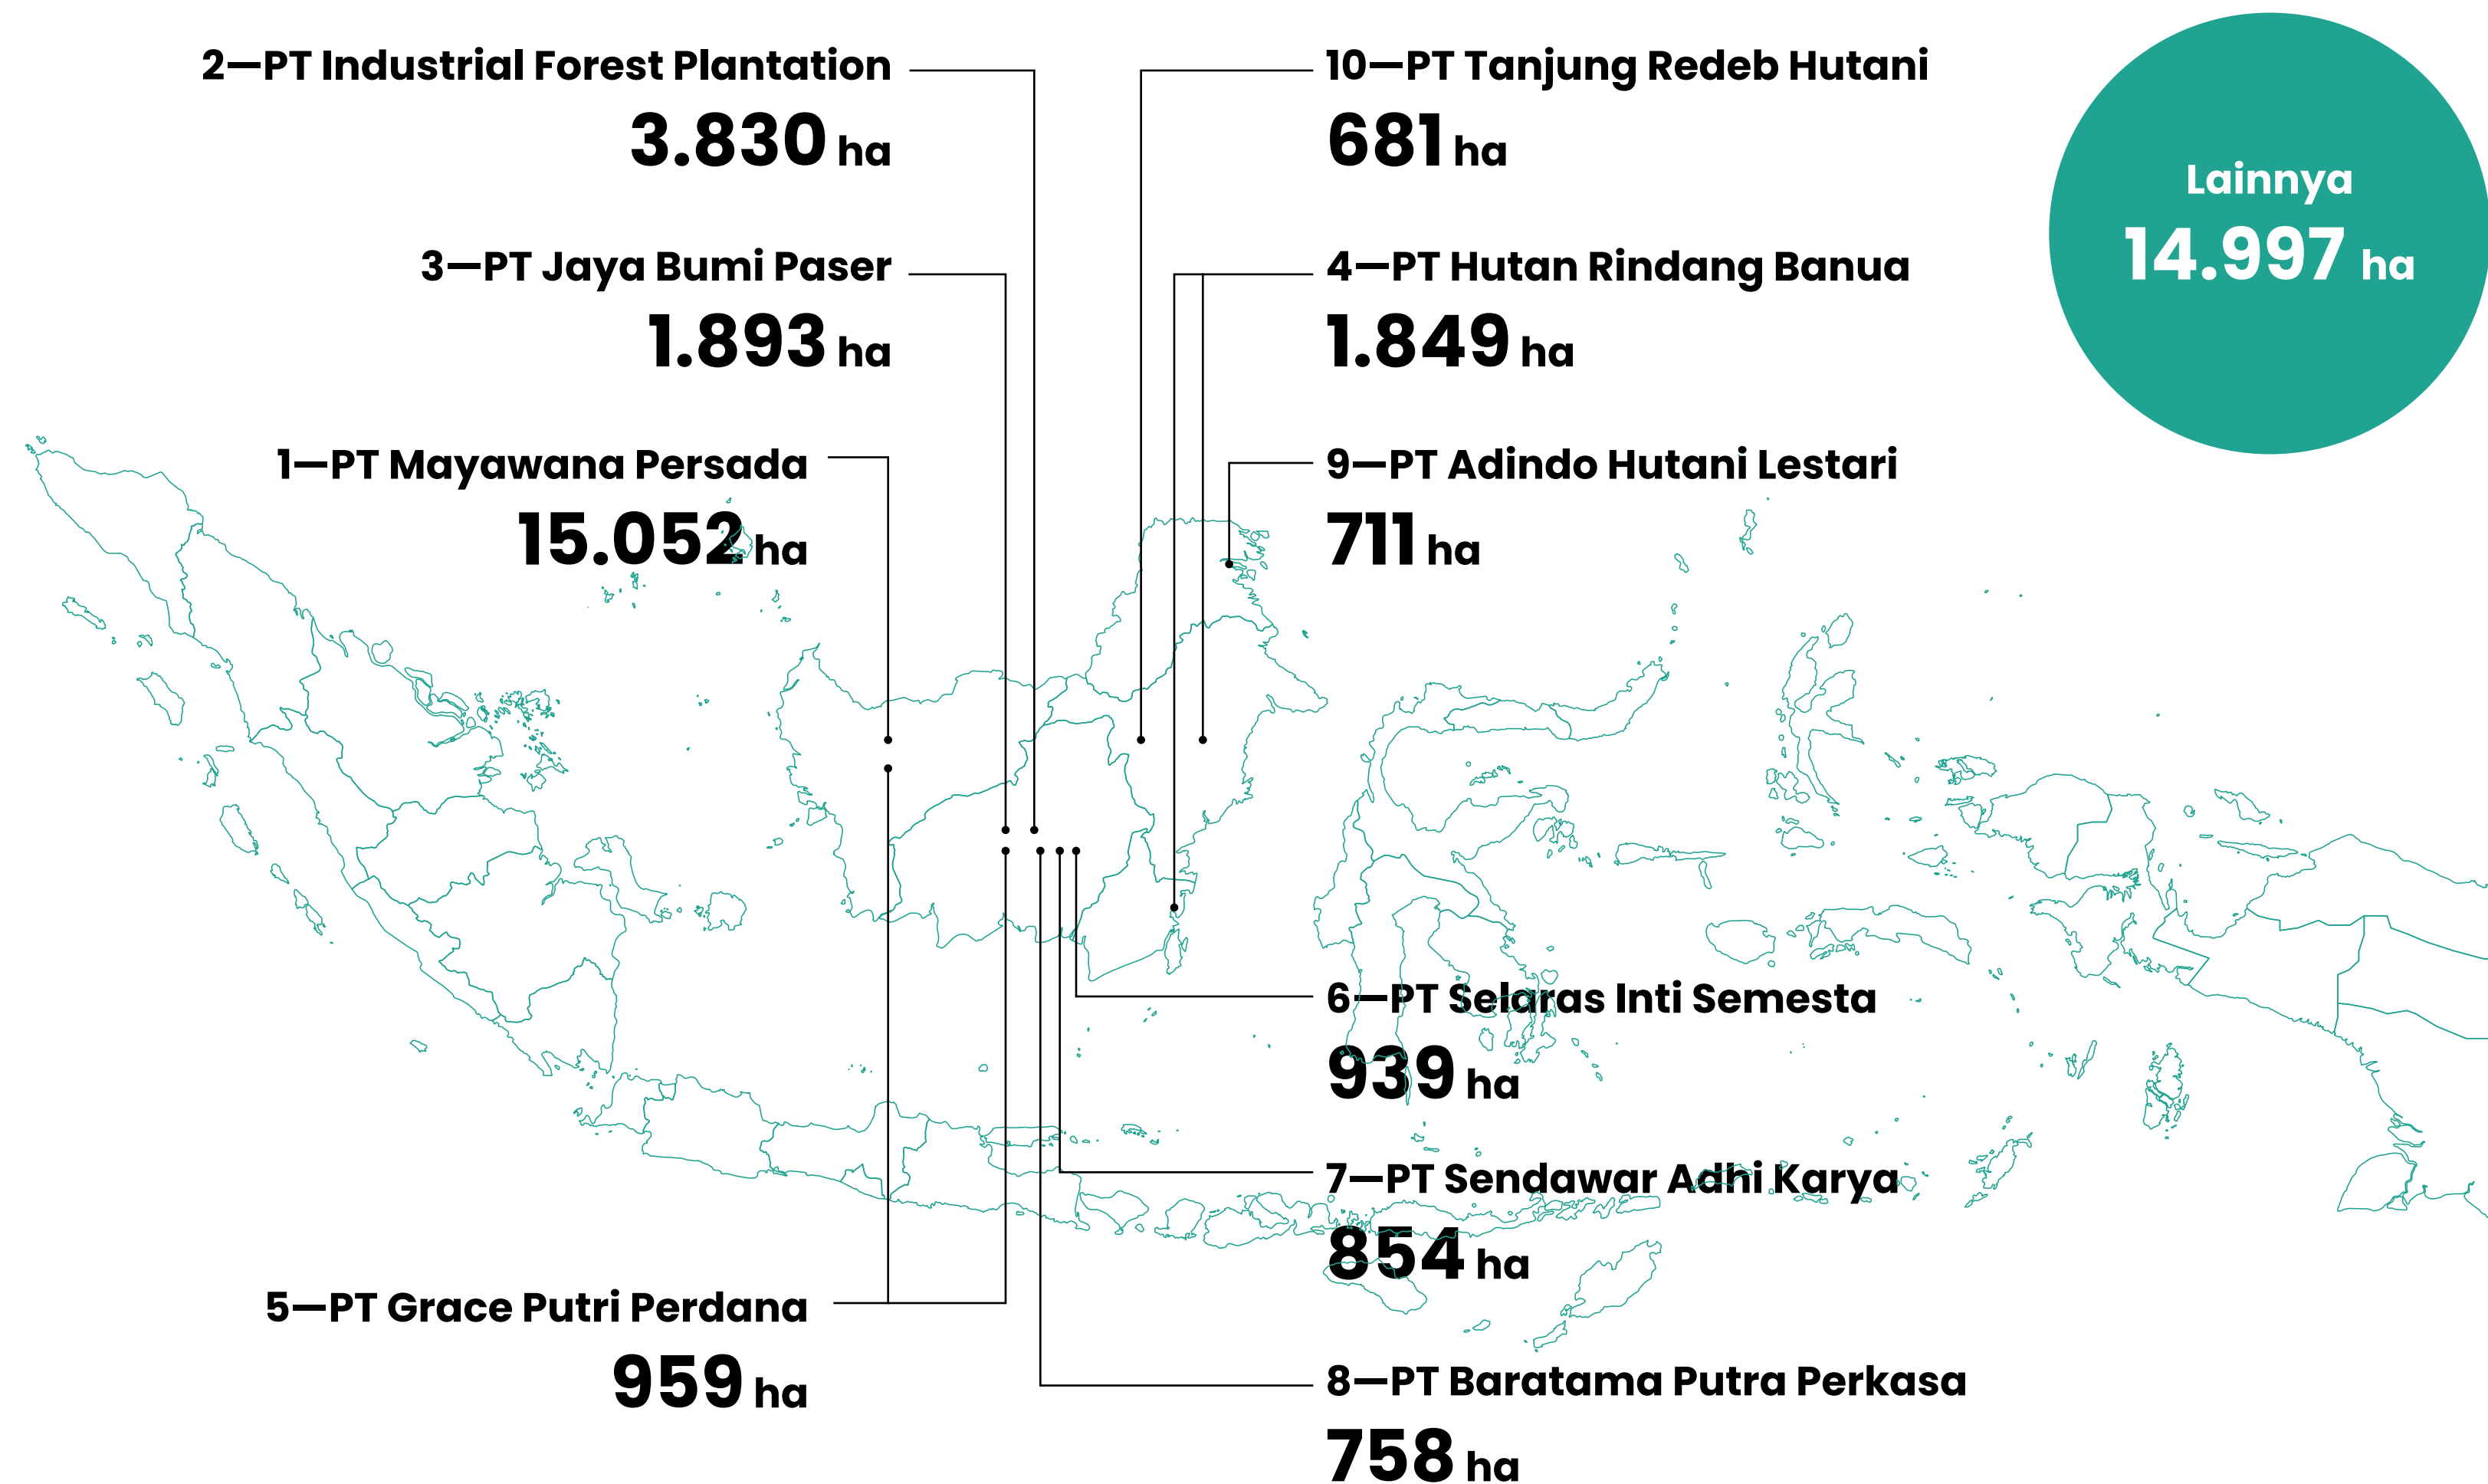 2—PT Industrial Forest Plantation
3.830 ha
10—PT Tanjung Redeb Hutani
681 ha
Lainnya
14.997 ha
3—PT Jaya Bumi Paser
1.893 ha
4—PT Hutan Rindang Banua
1.849 ha
1—PT Mayawana Persada
15.052 ha
9—PT Adindo Hutani Lestari
711 ha
6—PT Selaras Inti Semesta
939 ha
7—PT Sendawar Adhi Karya
854 ha
5—PT Grace Putri Perdana
959 ha
8—PT Baratama Putra Perkasa
758 ha